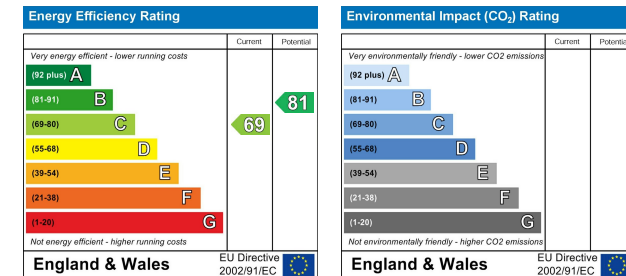 Energy Efficiency Rating
Current Potential
Very energy efficient - lower running costs
(92 plus) A
(81-91) B
81
(69-80) C
69
(55-68) D
(39-54) E
(21-38) F
(1-20) G
Not energy efficient - higher running costs
England & Wales
EU Directive
2002/91/EC
Environmental Impact (CO₂) Rating
Current Potential
Very environmentally friendly - lower CO2 emissions
(92 plus) A
(81-91) B
(69-80) C
(55-68) D
(39-54) E
(21-38) F
(1-20) G
Not environmentally friendly - higher CO2 emissions
England & Wales
EU Directive
2002/91/EC